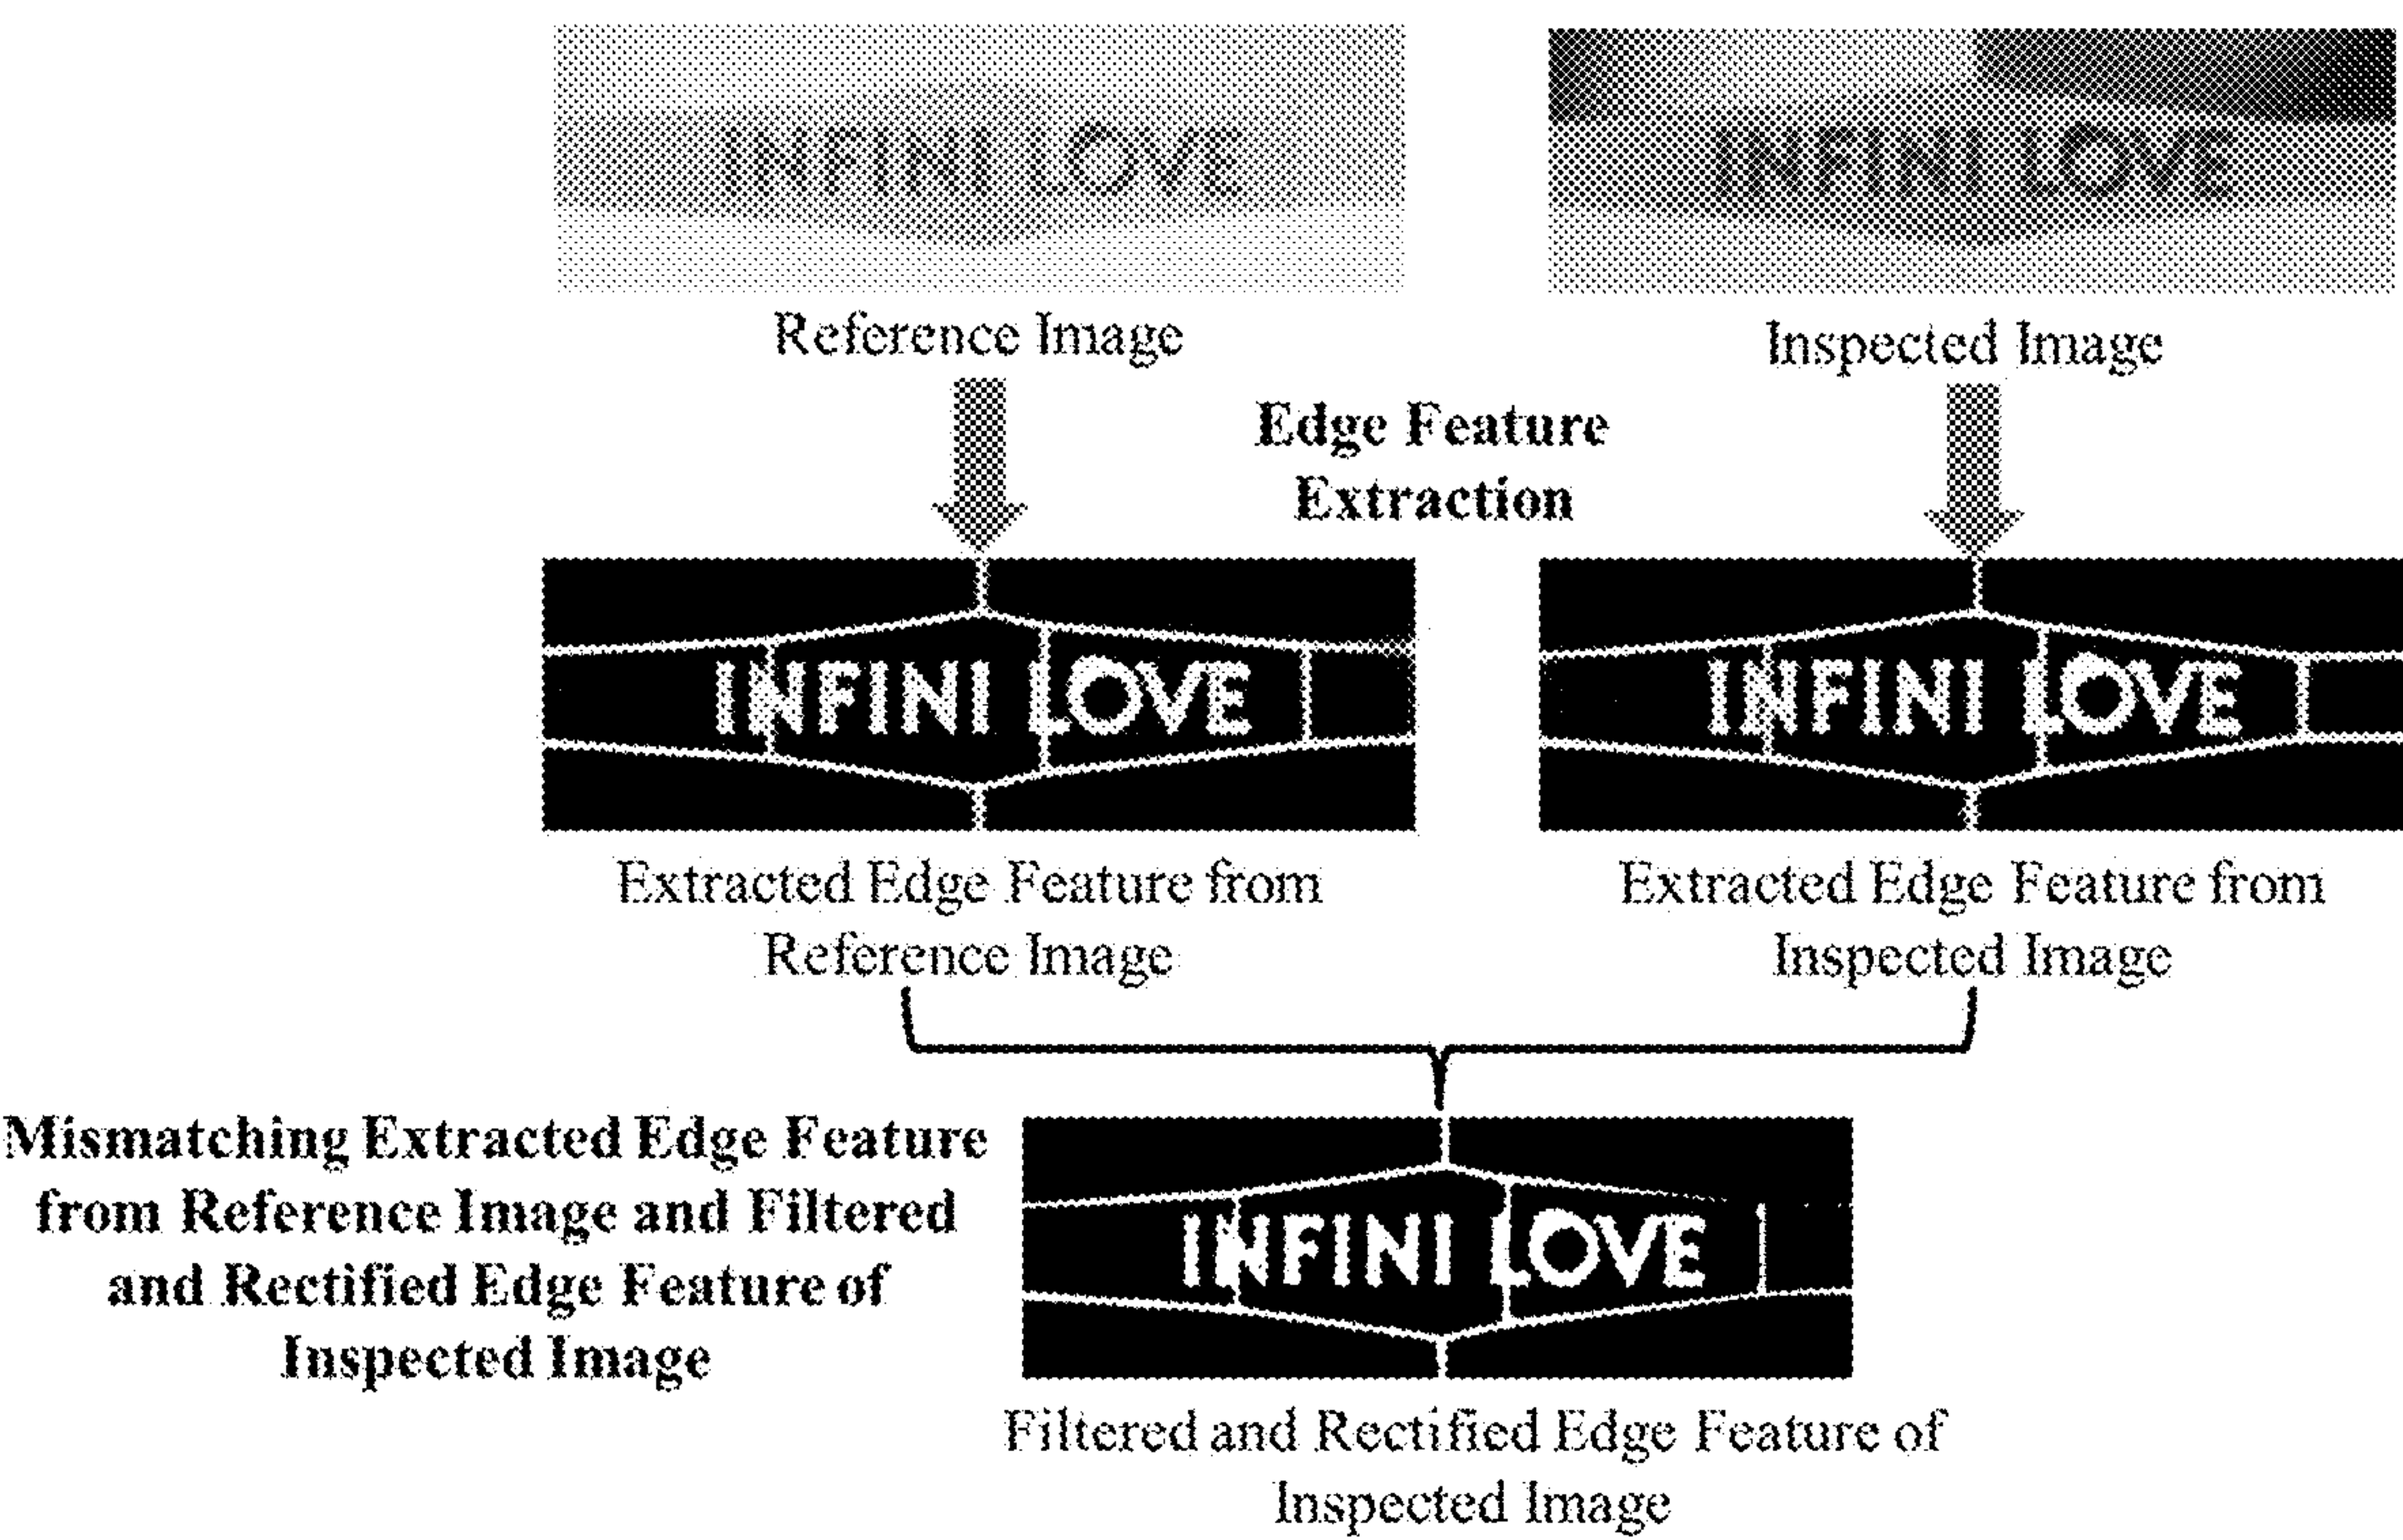 INFINI LOVE
INFINI LOVE
Reference Image
Inspected Image
Edge Feature
Extraction
INFINI LOVE
INFINI LOVE
Extracted Edge Feature from
Reference Image
Extracted Edge Feature from
Inspected Image
Mismatching Extracted Edge Feature
from Reference Image and Filtered
and Rectified Edge Feature of
Inspected Image
INFINI LOVE
Filtered and Rectified Edge Feature of
Inspected Image